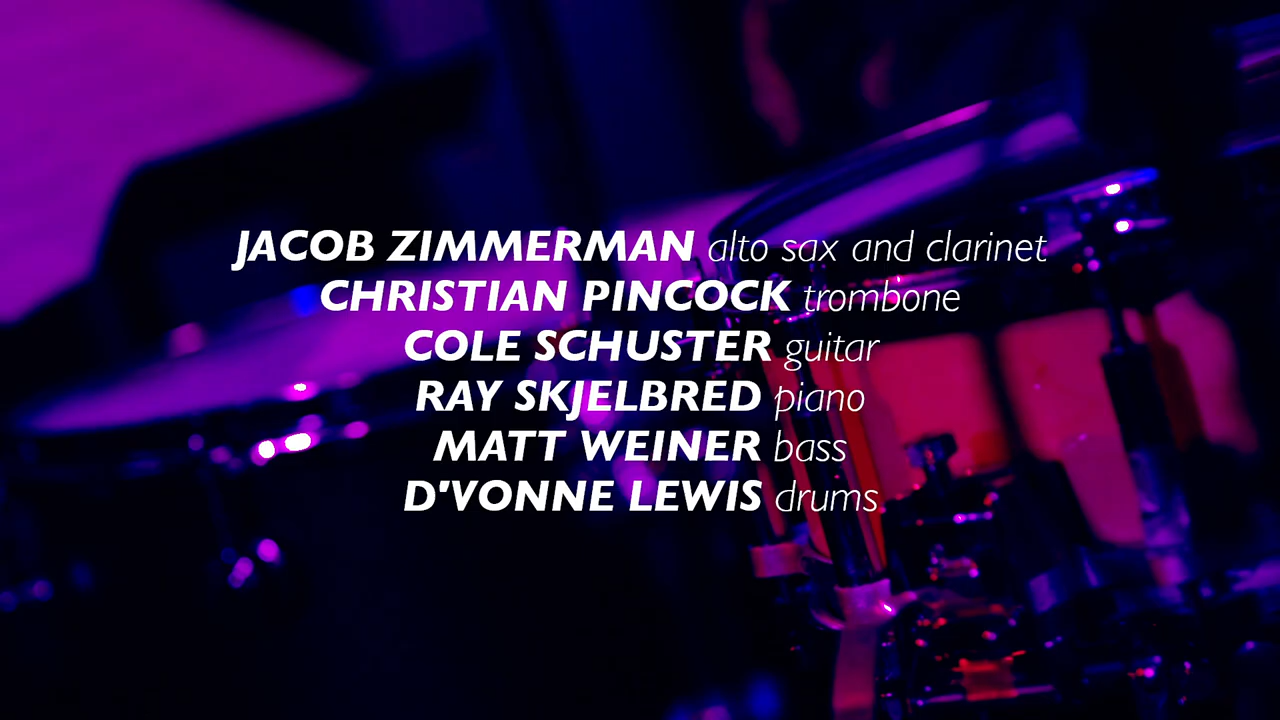 JACOB ZIMMERMAN alto sax and clarinet
CHRISTIAN PINCOCK trombone
COLE SCHUSTER guitar
RAY SKJELBRED piano
MATT WEINER bass
D'VONNE LEWIS drums